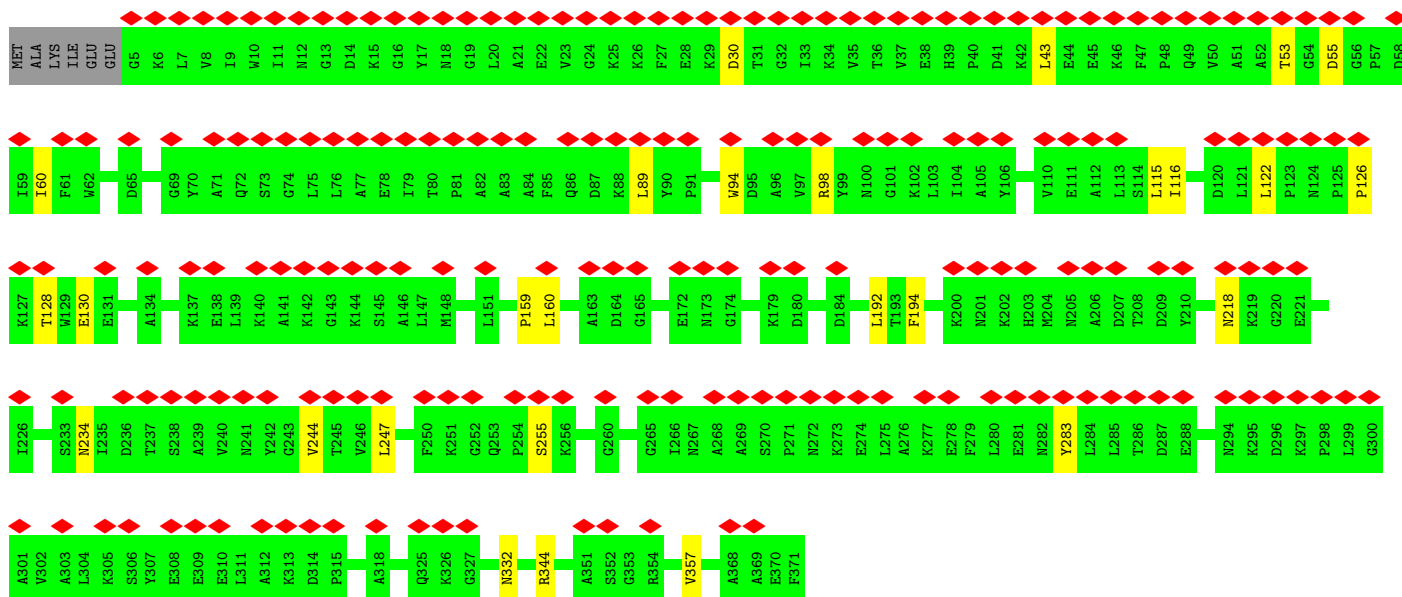 MET ALA LYS ILE GLU GLU G5 K6 L7 V8 I9 W10 I11 N12 G13 D14 K15 G16 Y17 N18 G19 L20 A21 E22 V23 G24 K25 K26 F27 E28 K29 D30 T31 G32 I33 K34 V35 T36 V37 E38 H39 P40 D41 K42 L43 E44 E45 K46 F47 P48 Q49 V50 A51 A52 T53 G54 D55 G56 P57 D58
I59 I60 F61 W62 D65 G69 Y70 A71 Q72 S73 G74 L75 L76 A77 E78 I79 T80 P81 A82 A83 A84 F85 Q86 D87 K88 L89 Y90 P91 W94 D95 A96 V97 R98 Y99 N100 G101 K102 L103 I104 A105 Y106 V110 E111 A112 L113 S114 L115 I116 D120 L121 L122 P123 N124 P125 P126
K127 T128 W129 E130 E131 A134 K137 E138 L139 K140 A141 K142 G143 K144 S145 A146 L147 M148 L151 P159 L160 A163 D164 G165 E172 N173 G174 K179 D180 D184 L192 T193 F194 K200 N201 K202 H203 M204 N205 A206 D207 T208 D209 Y210 N218 K219 G220 E221
I226 S233 N234 I235 D236 T237 S238 A239 V240 N241 Y242 G243 V244 T245 V246 L247 F250 K251 G252 Q253 P254 S255 K256 G260 G265 I266 N267 A268 A269 S270 P271 N272 K273 E274 L275 A276 K277 E278 F279 L280 E281 N282 Y283 L284 L285 T286 D287 E288 N294 K295 D296 K297 P298 L299 G300
A301 V302 A303 L304 K305 S306 Y307 E308 E309 E310 L311 A312 K313 D314 P315 A318 Q325 K326 G327 N332 R344 A351 S352 G353 R354 V357 A368 A369 E370 F371